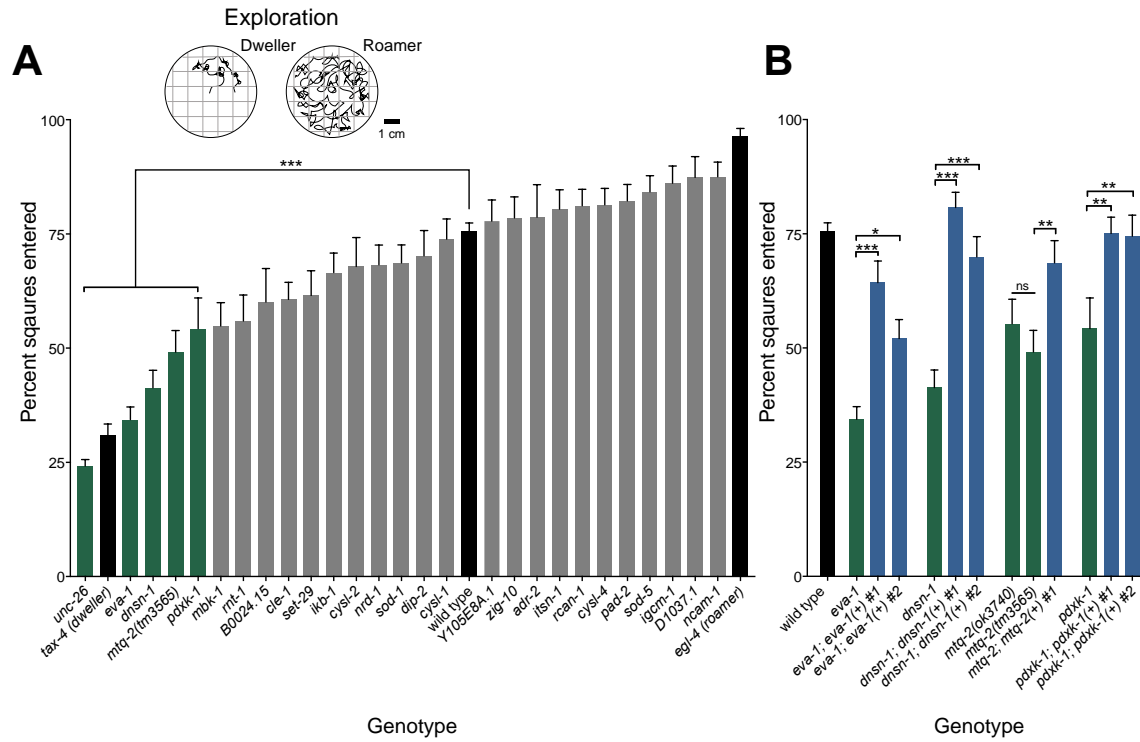 Exploration
A
Dweller
Roamer
1 cm
Percent sqaures entered
100
75
50
25
0
***
unc-26
tax-4 (dweller)
eva-1
dnsn-1
mtq-2(tm3565)
pdxk-1
mbk-1
rnt-1
B0024.15
cle-1
set-29
ikb-1
cysl-2
nrd-1
sod-1
dip-2
cysl-1
wild type
Y105E8A.1
zig-10
adr-2
itsn-1
rcan-1
cysl-4
pad-2
sod-5
igcm-1
D1037.1
ncam-1
egl-4 (roamer)
Genotype
B
Percent sqaures entered
100
75
50
25
0
***
*
***
***
ns
**
**
**
wild type
eva-1
eva-1; eva-1(+) #1
eva-1; eva-1(+) #2
dnsn-1
dnsn-1; dnsn-1(+) #1
dnsn-1; dnsn-1(+) #2
mtq-2(ok3740)
mtq-2(tm3565)
mtq-2; mtq-2(+) #1
pdxk-1
pdxk-1; pdxk-1(+) #1
pdxk-1; pdxk-1(+) #2
Genotype